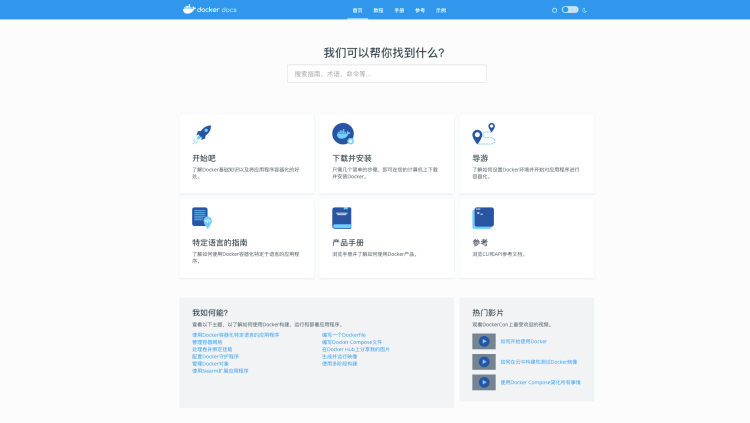 docker docs
首页 教程 手册 参考 示例
我们可以帮你找到什么?
搜索指南、术语、命令等...
开始吧
了解Docker基础知识以及将应用程序容器化的好
处。
下载并安装
只需几个简单的步骤，即可在您的计算机上下载
并安装Docker。
导游
了解如何设置Docker环境并开始对应用程序进行
容器化。
特定语言的指南
了解如何使用Docker容器化特定于语言的应用程
序。
产品手册
浏览手册并了解如何使用Docker产品。
参考
浏览CLI和API参考文档。
我如何能?
查看以下主题，以了解如何使用Docker构建、运行和部署应用程序。
使用Docker容器化特定语言的应用程序
管理容器网络
处理卷并绑定挂载
配置Docker守护程序
管理Docker对象
使用Swarm扩展应用程序
编写一个Dockerfile
编写Docker Compose文件
在Docker Hub上分享我的图片
生成并运行映像
使用多阶段构建
热门影片
观看DockerCon上最受欢迎的视频。
如何开始使用Docker
如何在云中构建和测试Docker映像
使用Docker Compose简化所有事情